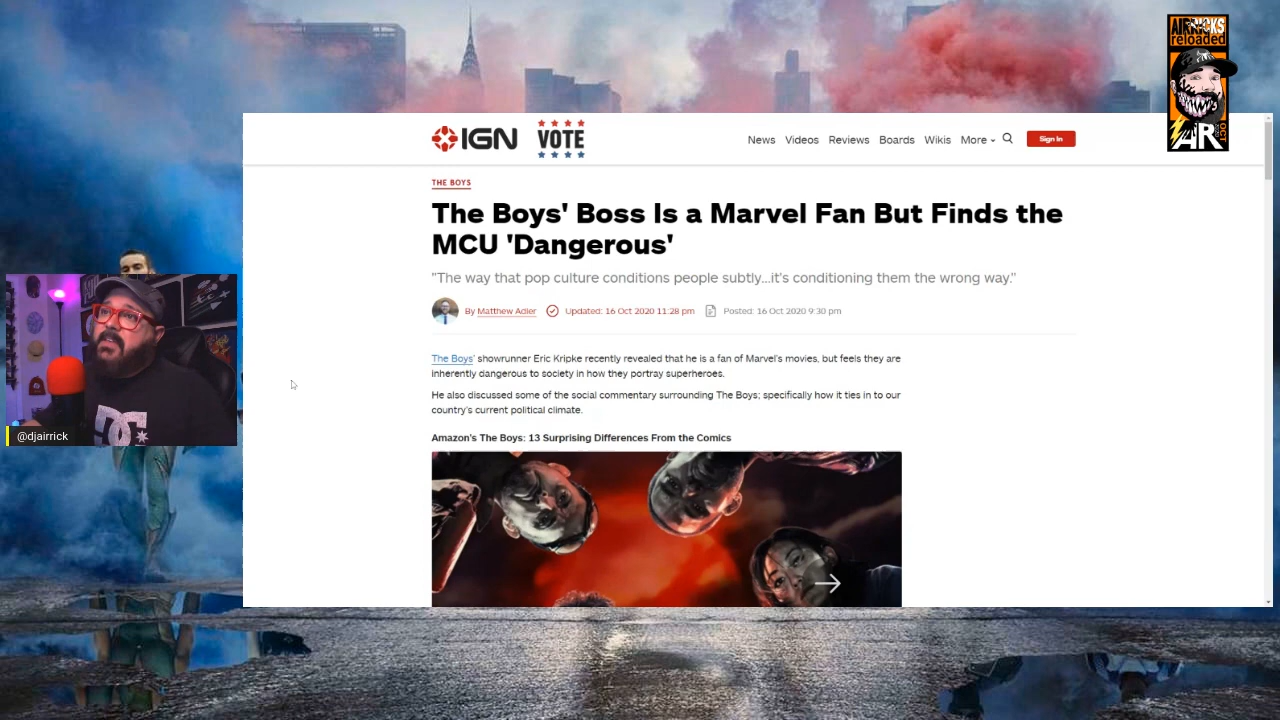 AIRRICKS
reloaded
AR
OCT
IGN
VOTE
News Videos Reviews Boards Wikis More Sign In
THE BOYS
The Boys' Boss Is a Marvel Fan But Finds the
MCU 'Dangerous'
"The way that pop culture conditions people subtly...it's conditioning them the wrong way."
By Matthew Adler Updated: 16 Oct 2020 11:28 pm Posted: 16 Oct 2020 9:30 pm
The Boys' showrunner Eric Kripke recently revealed that he is a fan of Marvel's movies, but feels they are
inherently dangerous to society in how they portray superheroes.
He also discussed some of the social commentary surrounding The Boys; specifically how it ties in to our
country's current political climate.
Amazon's The Boys: 13 Surprising Differences From the Comics
DC
@djairrick